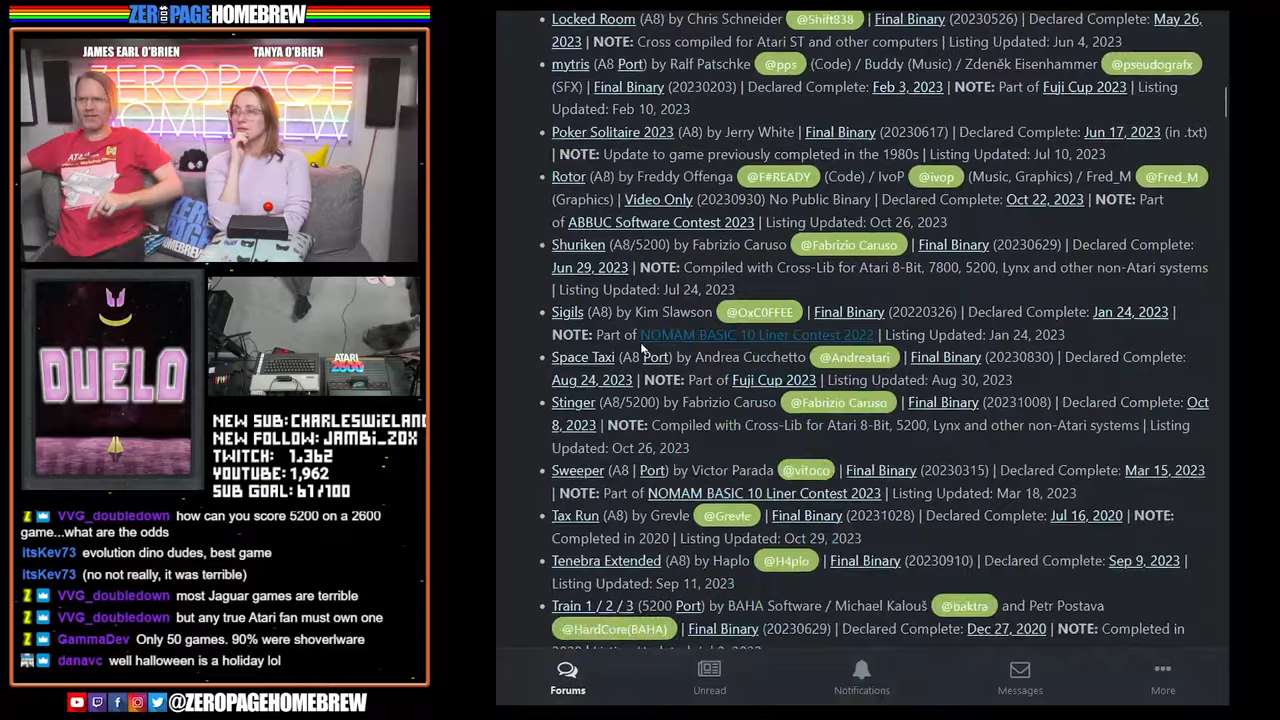 ZEROPAGEHOMEBREW
JAMES EARL O'BRIEN
TANYA O'BRIEN
ZEROPAGE
HOMEBREW
DUELO
ATARI
2600
NEW SUB: CHARLESWIELAND
NEW FOLLOW: JAMBI_ZOX
TWITCH: 1,362
YOUTUBE: 1,962
SUB GOAL: 67/100
VVG_doubledown how can you score 5200 on a 2600
game...what are the odds
itsKev73 evolution dino dudes, best game
itsKev73 (no not really, it was terrible)
VVG_doubledown most Jaguar games are terrible
VVG_doubledown but any true Atari fan must own one
GammaDev Only 50 games. 90% were shoverlware
danavc well halloween is a holiday lol
@ZEROPAGEHOMEBREW
Locked Room (A8) by Chris Schneider @5hift838 | Final Binary (20230526) | Declared Complete: May 26,
2023 | NOTE: Cross compiled for Atari ST and other computers | Listing Updated: Jun 4, 2023
mytris (A8 Port) by Ralf Patschke @pps (Code) / Buddy (Music) / Zdeněk Eisenhammer @pseudografx
(SFX) | Final Binary (20230203) | Declared Complete: Feb 3, 2023 | NOTE: Part of Fuji Cup 2023 | Listing
Updated: Feb 10, 2023
Poker Solitaire 2023 (A8) by Jerry White | Final Binary (20230617) | Declared Complete: Jun 17, 2023 (in .txt)
| NOTE: Update to game previously completed in the 1980s | Listing Updated: Jul 10, 2023
Rotor (A8) by Freddy Offenga @F#READY (Code) / IvoP @ivop (Music, Graphics) / Fred_M @Fred_M
(Graphics) | Video Only (20230930) No Public Binary | Declared Complete: Oct 22, 2023 | NOTE: Part
of ABBUC Software Contest 2023 | Listing Updated: Oct 26, 2023
Shuriken (A8/5200) by Fabrizio Caruso @Fabrizio Caruso | Final Binary (20230629) | Declared Complete:
Jun 29, 2023 | NOTE: Compiled with Cross-Lib for Atari 8-Bit, 7800, 5200, Lynx and other non-Atari systems
| Listing Updated: Jul 24, 2023
Sigils (A8) by Kim Slawson @OxC0FFEE | Final Binary (20220326) | Declared Complete: Jan 24, 2023 |
NOTE: Part of NOMAM BASIC 10 Liner Contest 2022 | Listing Updated: Jan 24, 2023
Space Taxi (A8 Port) by Andrea Cucchetto @Andreatari | Final Binary (20230830) | Declared Complete:
Aug 24, 2023 | NOTE: Part of Fuji Cup 2023 | Listing Updated: Aug 30, 2023
Stinger (A8/5200) by Fabrizio Caruso @Fabrizio Caruso | Final Binary (20231008) | Declared Complete: Oct
8, 2023 | NOTE: Compiled with Cross-Lib for Atari 8-Bit, 5200, Lynx and other non-Atari systems | Listing
Updated: Oct 26, 2023
Sweeper (A8 | Port) by Victor Parada @vitoco | Final Binary (20230315) | Declared Complete: Mar 15, 2023
| NOTE: Part of NOMAM BASIC 10 Liner Contest 2023 | Listing Updated: Mar 18, 2023
Tax Run (A8) by Grevle @Grevle | Final Binary (20231028) | Declared Complete: Jul 16, 2020 | NOTE:
Completed in 2020 | Listing Updated: Oct 29, 2023
Tenebra Extended (A8) by Haplo @H4plo | Final Binary (20230910) | Declared Complete: Sep 9, 2023 |
Listing Updated: Sep 11, 2023
Train 1 / 2 / 3 (5200 Port) by BAHA Software / Michael Kalouš @baktra and Petr Postava
@HardCore(BAHA) | Final Binary (20230629) | Declared Complete: Dec 27, 2020 | NOTE: Completed in
Forums
Unread
Notifications
Messages
More